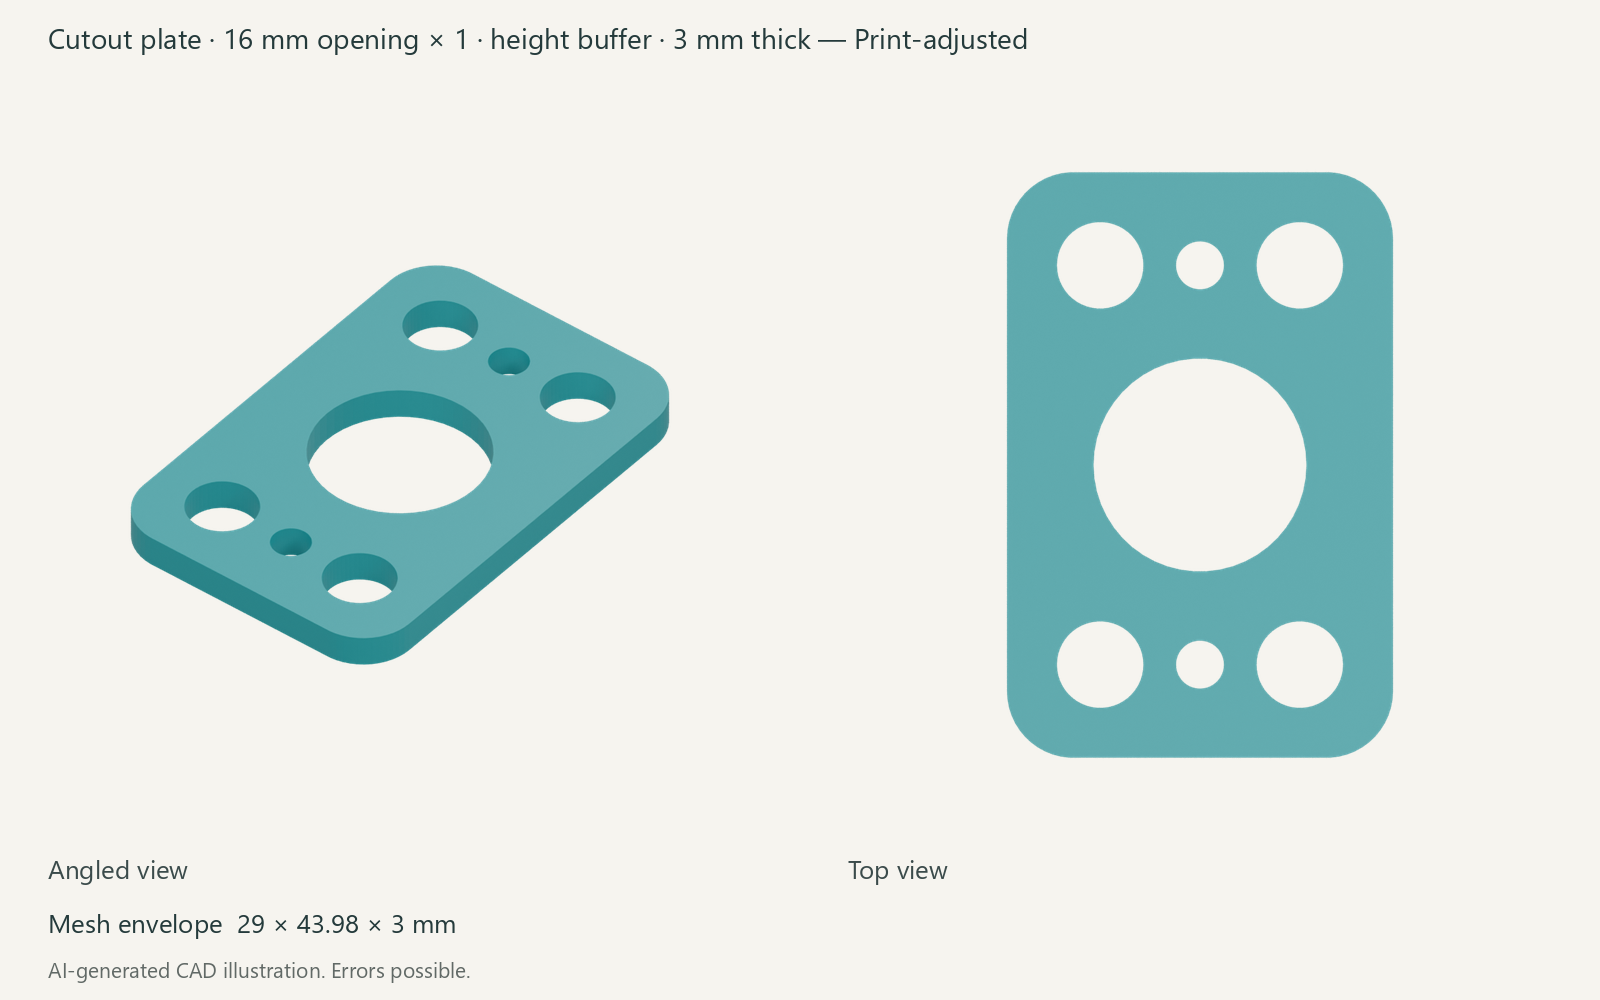 Cutout plate · 16 mm opening × 1 · height buffer · 3 mm thick — Print-adjusted
Angled view
Top view
Mesh envelope 29 × 43.98 × 3 mm
AI-generated CAD illustration. Errors possible.